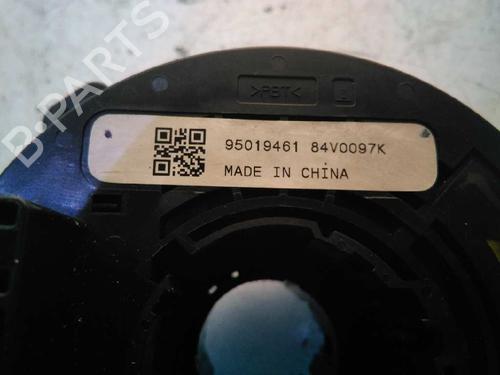 B-PARTS
>PBT<
95019461 84V0097K
MADE IN CHINA